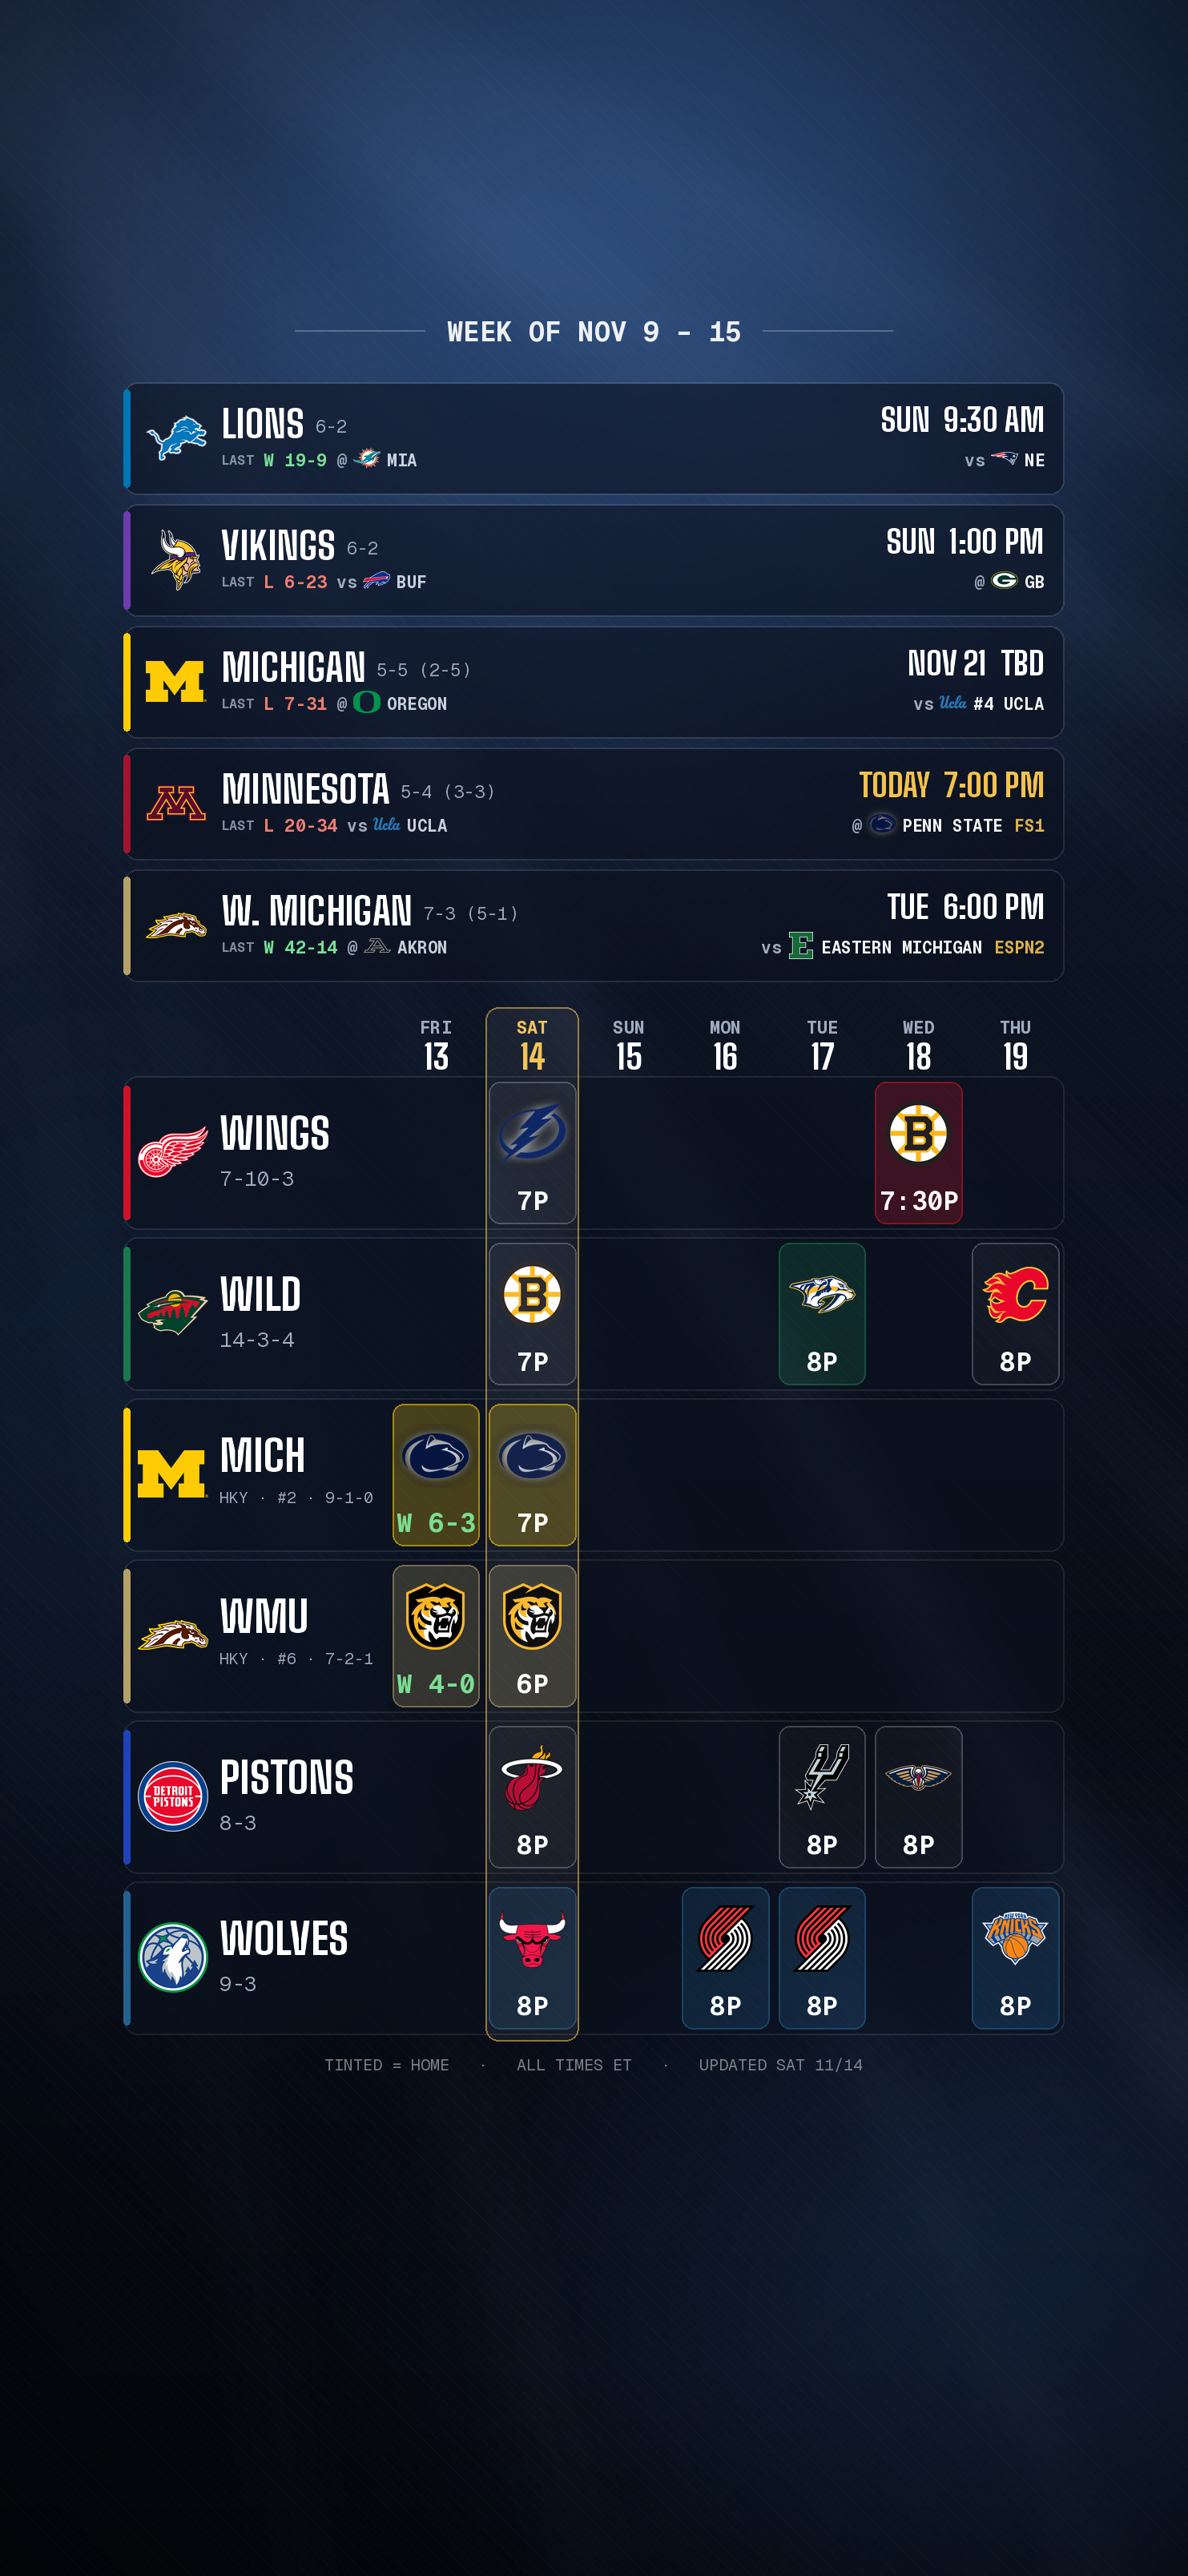 WEEK OF NOV 9 – 15
LIONS 6-2
SUN 9:30 AM
LAST W 19-9 @ MIA
vs NE
VIKINGS 6-2
SUN 1:00 PM
LAST L 6-23 vs BUF
@ GB
MICHIGAN 5-5 (2-5)
NOV 21 TBD
LAST L 7-31 @ OREGON
vs Ucla #4 UCLA
MINNESOTA 5-4 (3-3)
TODAY 7:00 PM
LAST L 20-34 vs Ucla UCLA
@ PENN STATE FS1
W. MICHIGAN 7-3 (5-1)
TUE 6:00 PM
LAST W 42-14 @ AKRON
vs E EASTERN MICHIGAN ESPN2
FRI SAT SUN MON TUE WED THU
13 14 15 16 17 18 19
WINGS
7-10-3
7P
B
7:30P
WILD
14-3-4
B
7P
8P
C
8P
M
MICH
HKY · #2 · 9-1-0
W 6-3
7P
WMU
HKY · #6 · 7-2-1
W 4-0
6P
DETROIT
PISTONS
PISTONS
8-3
8P
8P
8P
WOLVES
9-3
8P
8P
8P
NEW YORK
KNICKS
8P
TINTED = HOME · ALL TIMES ET · UPDATED SAT 11/14